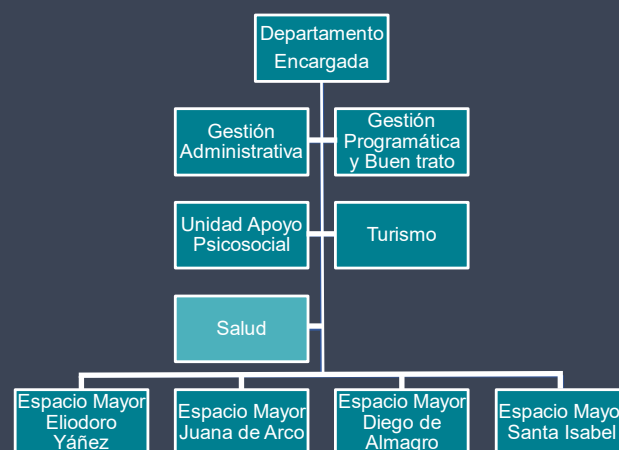 Departamento
Encargada
Gestión
Administrativa
Gestión
Programática
y Buen trato
Unidad Apoyo
Psicosocial
Turismo
Salud
Espacio Mayor
Eliodoro
Yáñez
Espacio Mayor
Juana de Arco
Espacio Mayor
Diego de
Almagro
Espacio Mayo
Santa Isabel